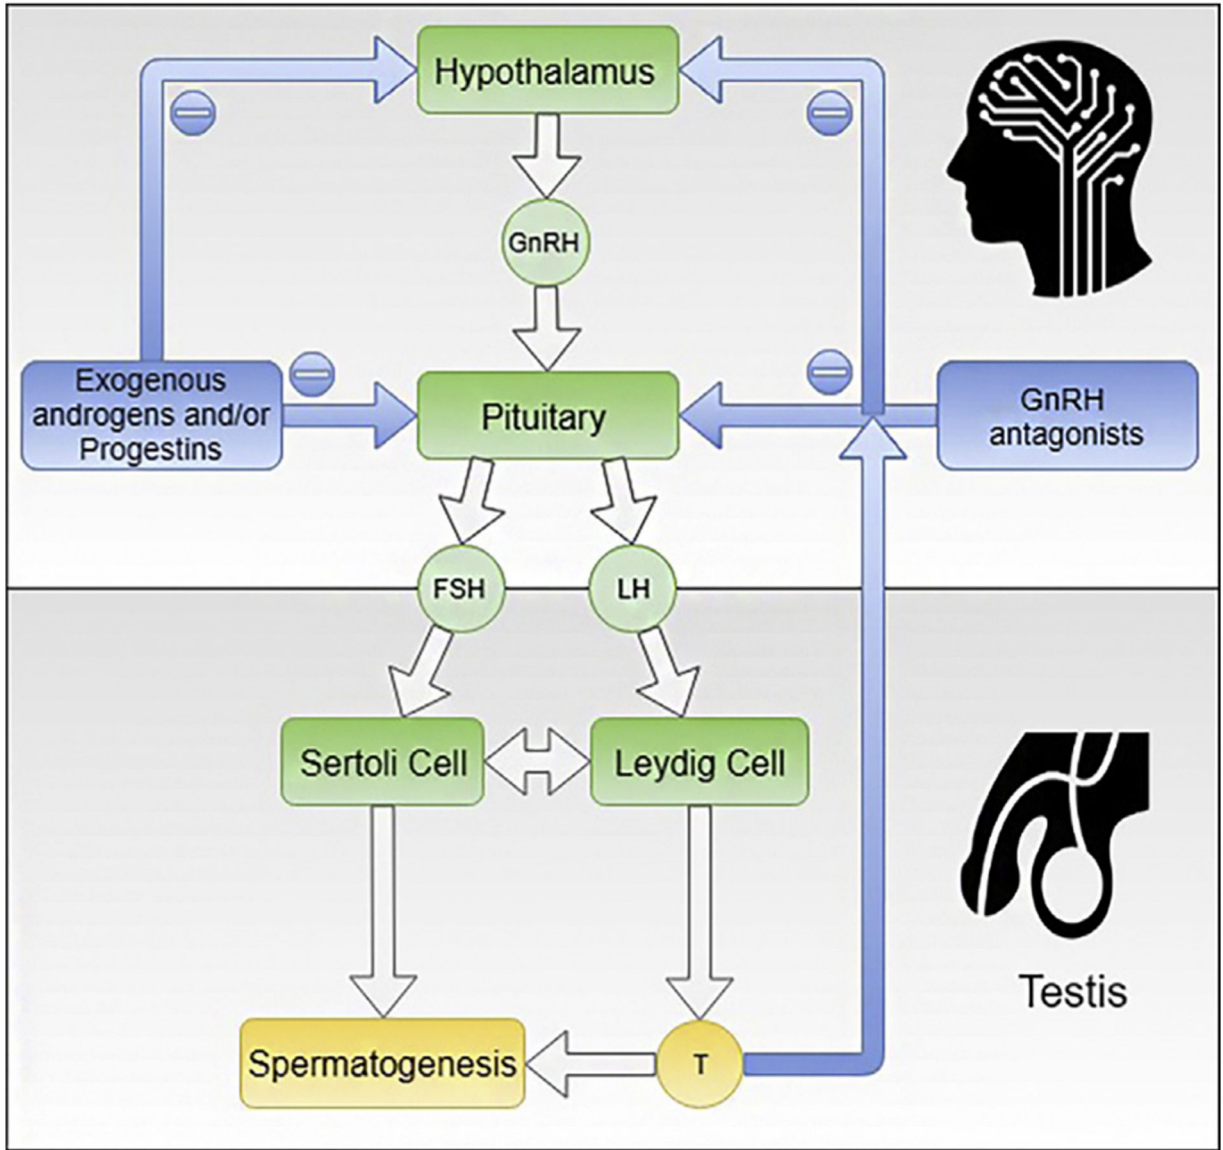 Hypothalamus
GnRH
Exogenous
androgens and/or
Progestins
Pituitary
GnRH
antagonists
FSH
LH
Sertoli Cell
Leydig Cell
Testis
Spermatogenesis
T